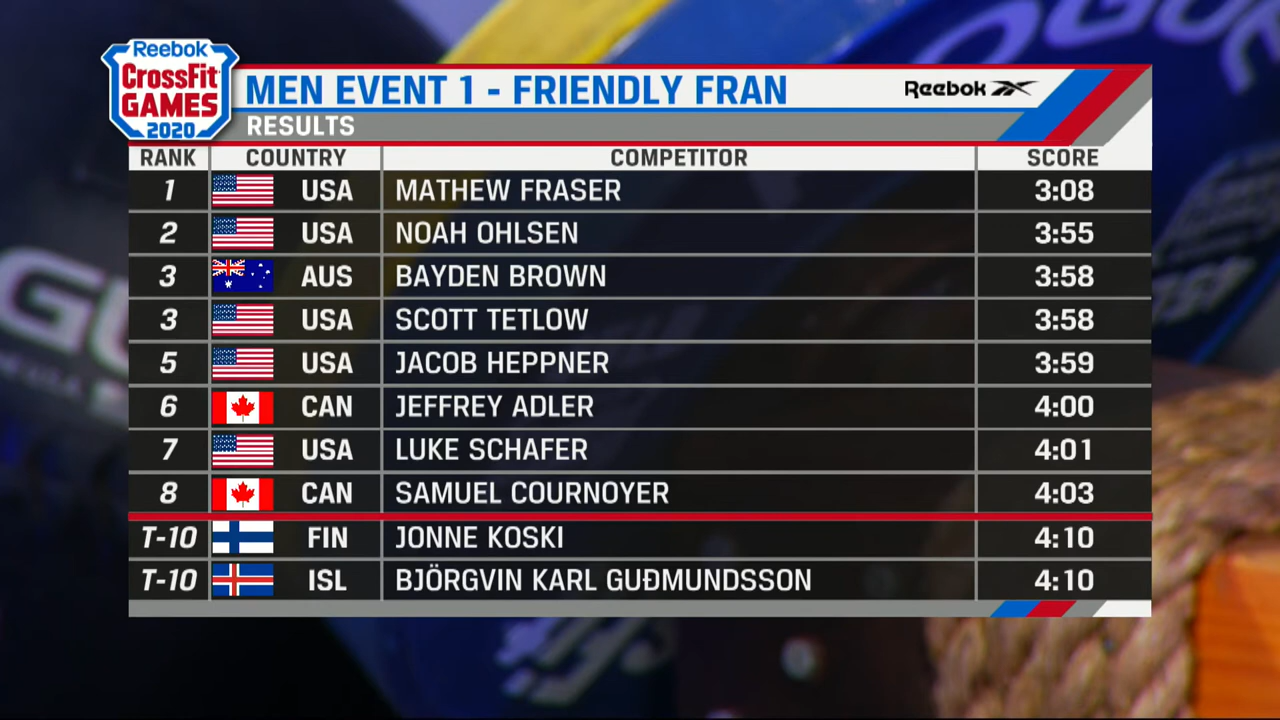 Reebok
CrossFit
GAMES
2020
MEN EVENT 1 - FRIENDLY FRAN
Reebok
RESULTS
RANK COUNTRY COMPETITOR SCORE
1 USA MATHEW FRASER 3:08
2 USA NOAH OHLSEN 3:55
3 AUS BAYDEN BROWN 3:58
3 USA SCOTT TETLOW 3:58
5 USA JACOB HEPPNER 3:59
6 CAN JEFFREY ADLER 4:00
7 USA LUKE SCHAFER 4:01
8 CAN SAMUEL COURNOYER 4:03
T-10 FIN JONNE KOSKI 4:10
T-10 ISL BJÖRGVIN KARL GUÐMUNDSSON 4:10